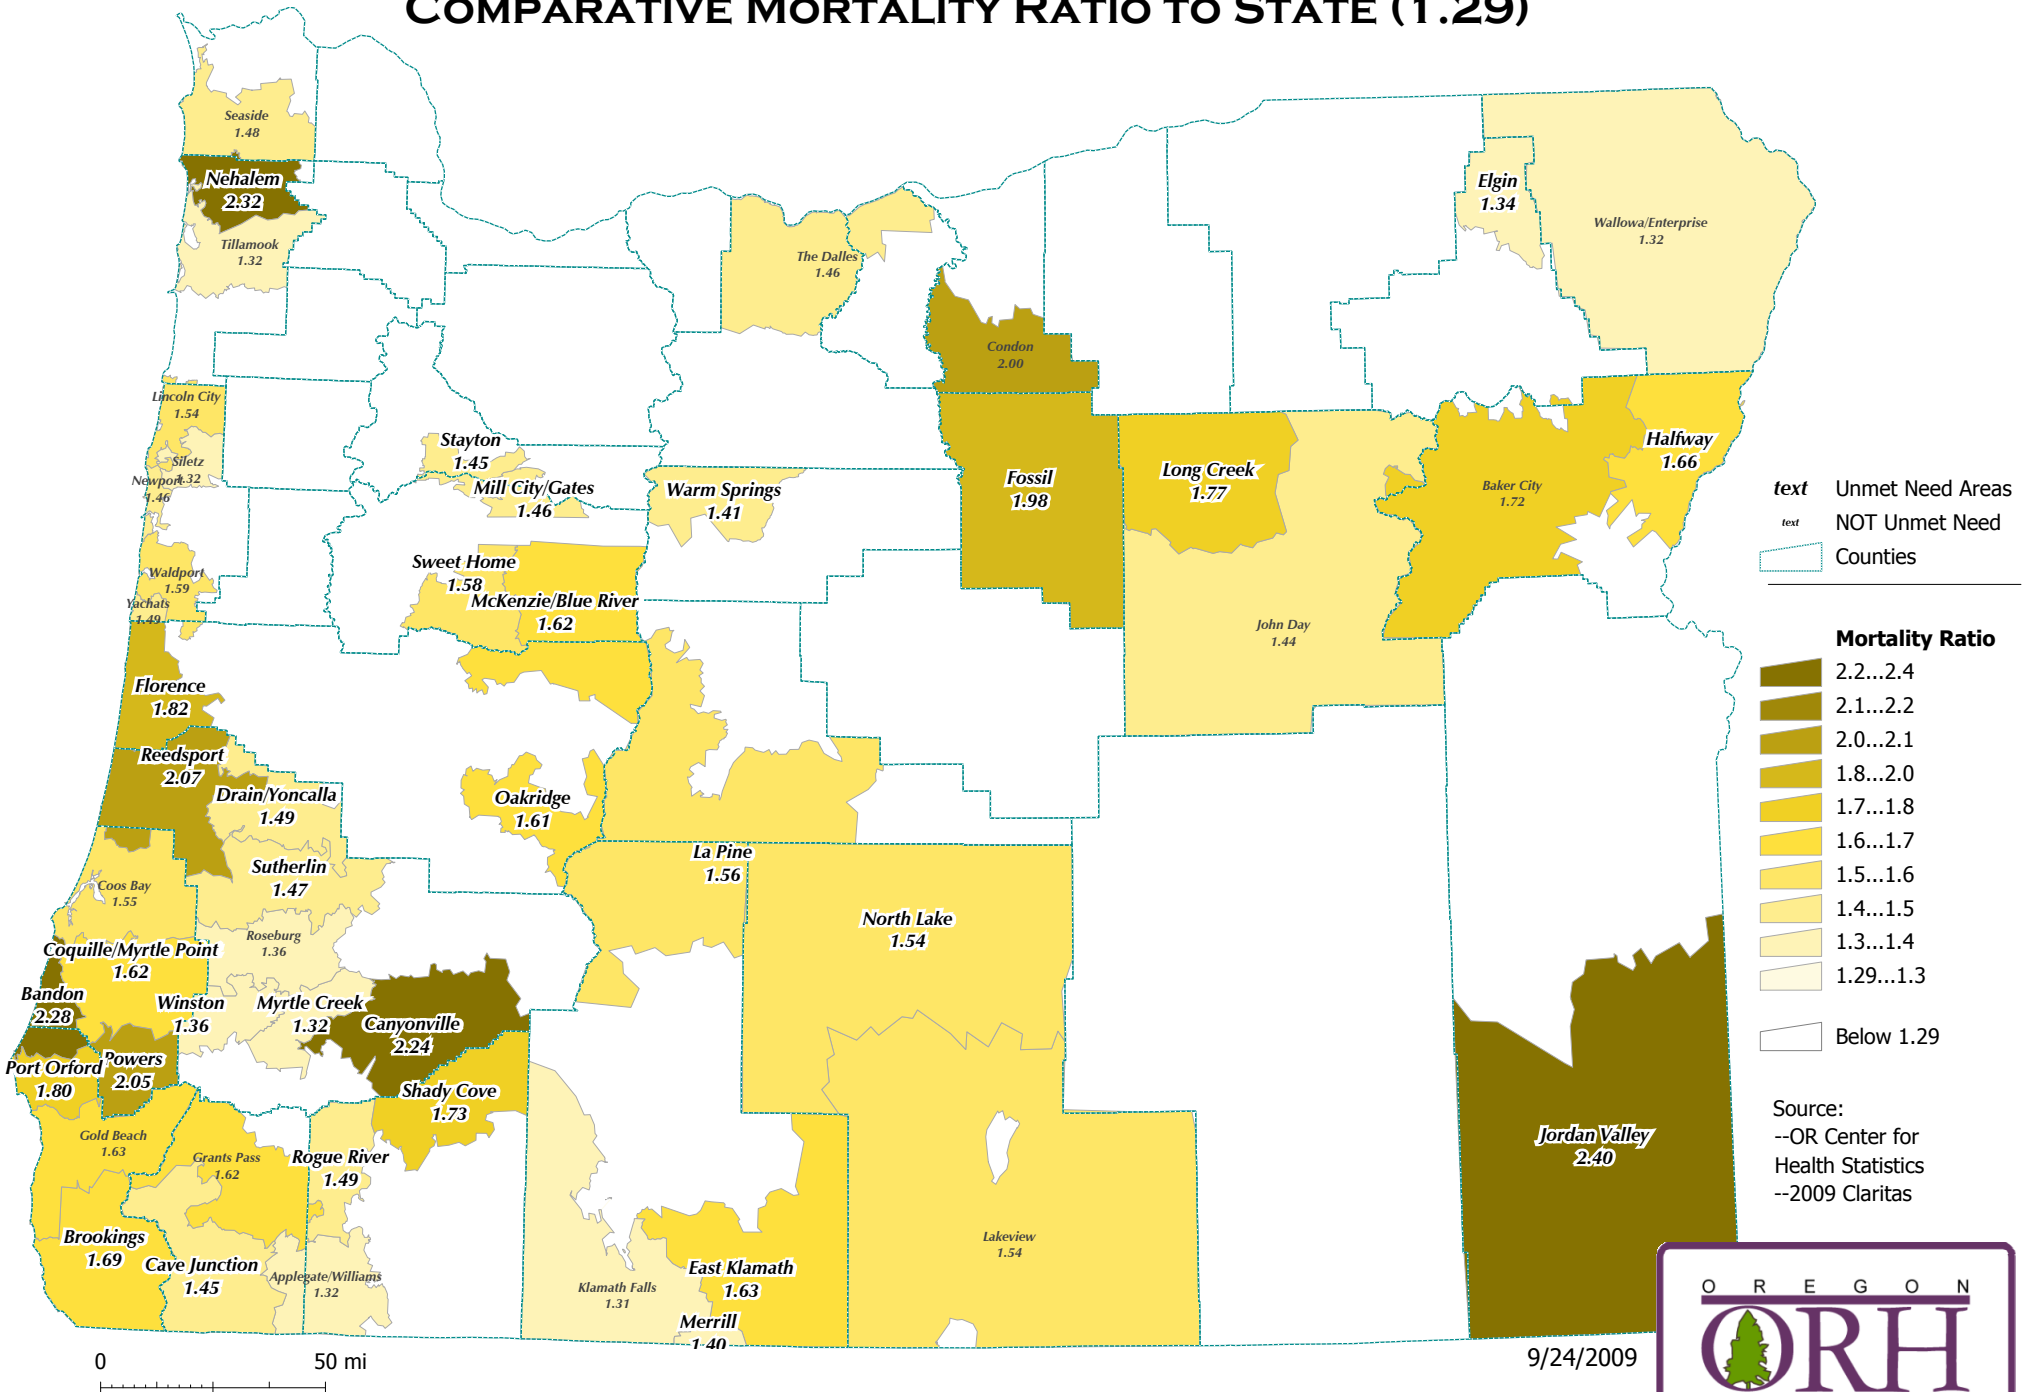 COMPARATIVE MORTALITY RATIO TO STATE (1.29)
Seaside
1.48
Nehalem
2.32
Tillamook
1.32
The Dalles
1.46
Elgin
1.34
Wallowa/Enterprise
1.32
Condon
2.00
Lincoln City
1.54
Siletz
1.32
Newport
1.46
Stayton
1.45
Mill City/Gates
1.46
Warm Springs
1.41
Fossil
1.98
Long Creek
1.77
Baker City
1.72
Halfway
1.66
Waldport
1.59
Yachats
1.49
Sweet Home
1.58
McKenzie/Blue River
1.62
John Day
1.44
Florence
1.82
Reedsport
2.07
Drain/Yoncalla
1.49
Oakridge
1.61
Sutherlin
1.47
La Pine
1.56
North Lake
1.54
Coos Bay
1.55
Roseburg
1.36
Coquille/Myrtle Point
1.62
Bandon
2.28
Winston
1.36
Myrtle Creek
1.32
Canyonville
2.24
Port Orford
1.80
Powers
2.05
Shady Cove
1.73
Gold Beach
1.63
Grants Pass
1.62
Rogue River
1.49
Brookings
1.69
Cave Junction
1.45
Applegate/Williams
1.32
Klamath Falls
1.31
East Klamath
1.63
Merrill
1.40
Lakeview
1.54
Jordan Valley
2.40
text Unmet Need Areas
text NOT Unmet Need
Counties
Mortality Ratio
2.2...2.4
2.1...2.2
2.0...2.1
1.8...2.0
1.7...1.8
1.6...1.7
1.5...1.6
1.4...1.5
1.3...1.4
1.29...1.3
Below 1.29
Source:
--OR Center for
Health Statistics
--2009 Claritas
0 50 mi
9/24/2009
OREGON
ORH